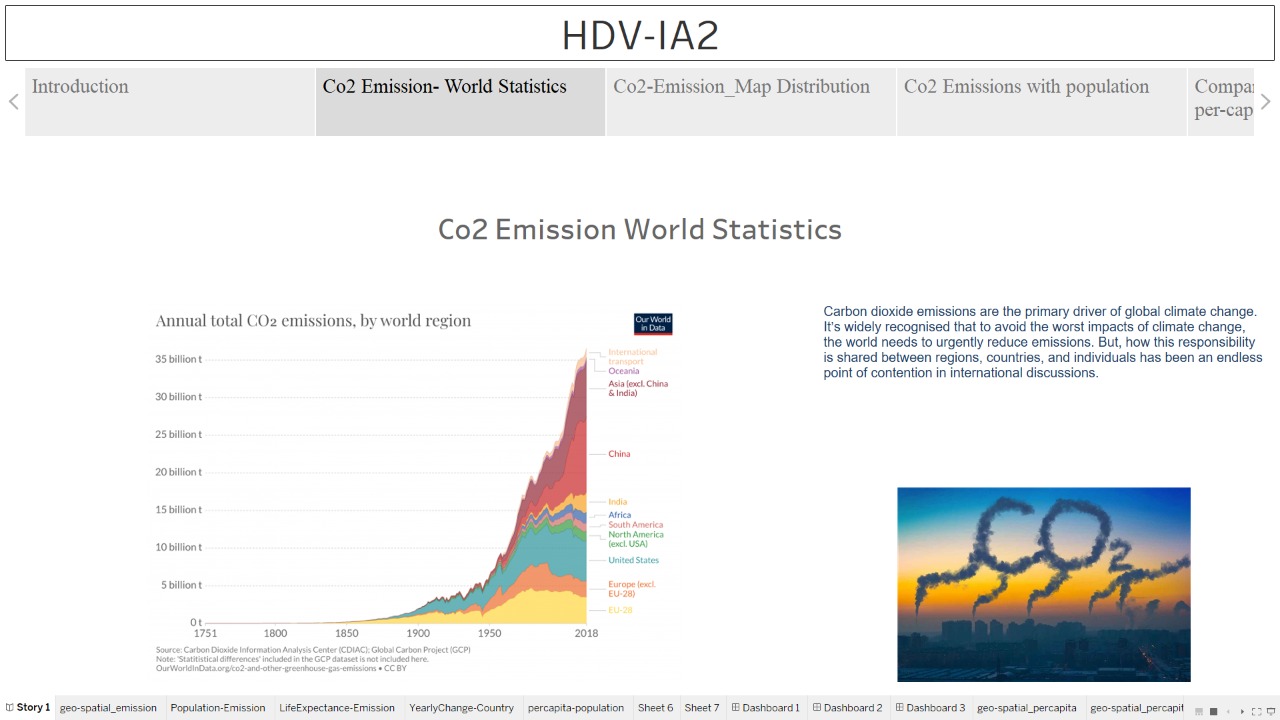 HDV-IA2
Introduction
Co2 Emission- World Statistics
Co2-Emission_Map Distribution
Co2 Emissions with population
Compar
per-cap
Co2 Emission World Statistics
Annual total CO₂ emissions, by world region
Our World
in Data
35 billion t
30 billion t
25 billion t
20 billion t
15 billion t
10 billion t
5 billion t
0 t
1751
1800
1850
1900
1950
2018
International
transport
Oceania
Asia (excl. China
& India)
China
India
Africa
South America
North America
(excl. USA)
United States
Europe (excl.
EU-28)
EU-28
Source: Carbon Dioxide Information Analysis Center (CDIAC); Global Carbon Project (GCP)
Note: 'Statistical differences' included in the GCP dataset is not included here.
OurWorldInData.org/co2-and-other-greenhouse-gas-emissions • CC BY
Carbon dioxide emissions are the primary driver of global climate change.
It's widely recognised that to avoid the worst impacts of climate change,
the world needs to urgently reduce emissions. But, how this responsibility
is shared between regions, countries, and individuals has been an endless
point of contention in international discussions.
CO2
Story 1
geo-spatial_emission
Population-Emission
LifeExpectance-Emission
YearlyChange-Country
percapita-population
Sheet 6
Sheet 7
Dashboard 1
Dashboard 2
Dashboard 3
geo-spatial_percapita
geo-spatial_percapit